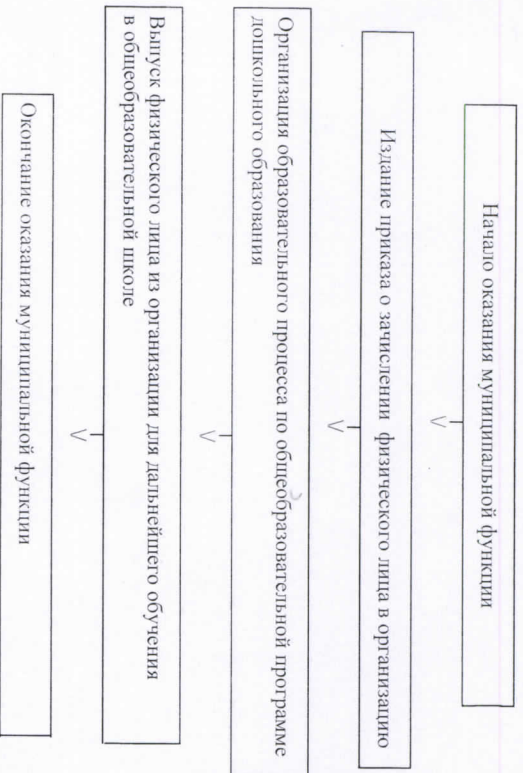 Начало оказания муниципальной функции
Издание приказа о зачислении физического лица в организацию
Организация образовательного процесса по общеобразовательной программе
дошкольного образования
Выпуск физического лица из организации для дальнейшего обучения
в общеобразовательной школе
Окончание оказания муниципальной функции